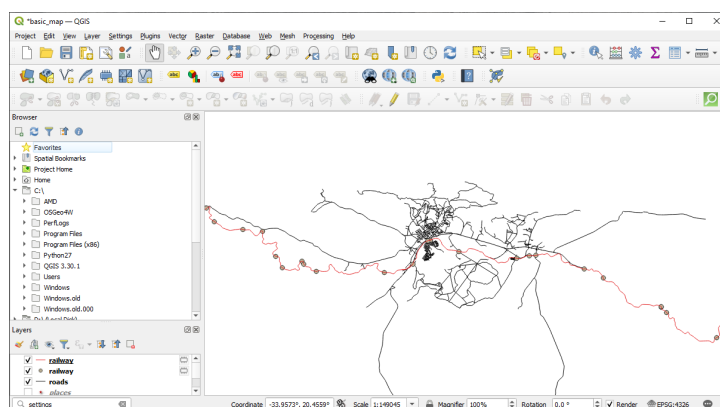 *basic_map — QGIS
Project Edit View Layer Settings Plugins Vector Raster Database Web Mesh Processing Help
abc abc abc
Browser
Favorites
Spatial Bookmarks
Project Home
Home
C:\
AMD
OSGeo4W
PerfLogs
Program Files
Program Files (x86)
Python27
QGIS 3.30.1
Users
Windows
Windows.old
Windows.old.000
Layers
railway
railway
roads
places
settings Coordinate -33.9573°, 20.4559° Scale 1:149045 Magnifier 100% Rotation 0.0 ° Render EPSG:4326